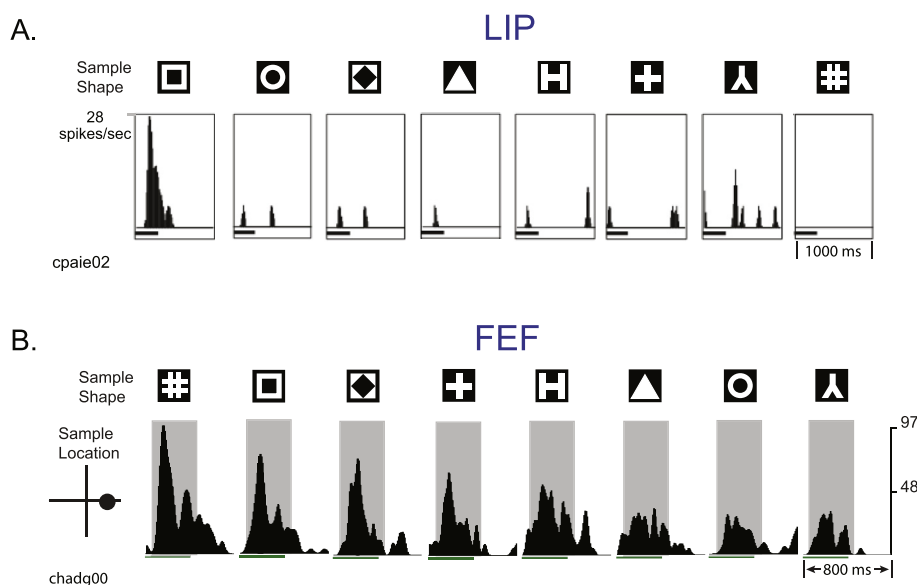 A.
LIP
Sample
Shape
28
spikes/sec
1000 ms
cpaie02
B.
FEF
Sample
Shape
Sample
Location
97
48
800 ms
chadq00